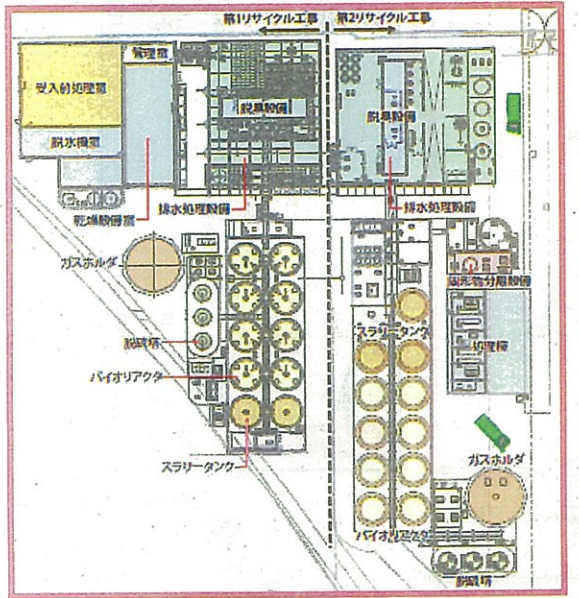 第1リサイクル工事
第2リサイクル工事
管理室
受入前処理室
脱臭設備
脱臭設備
脱水機室
乾燥設備室
排水処理設備
排水処理設備
ガスホルダ
固形物分離設備
スラリータンク
処理棟
脱硫塔
バイオリアクタ
スラリータンク
ガスホルダ
バイオリアクタ
脱硫塔